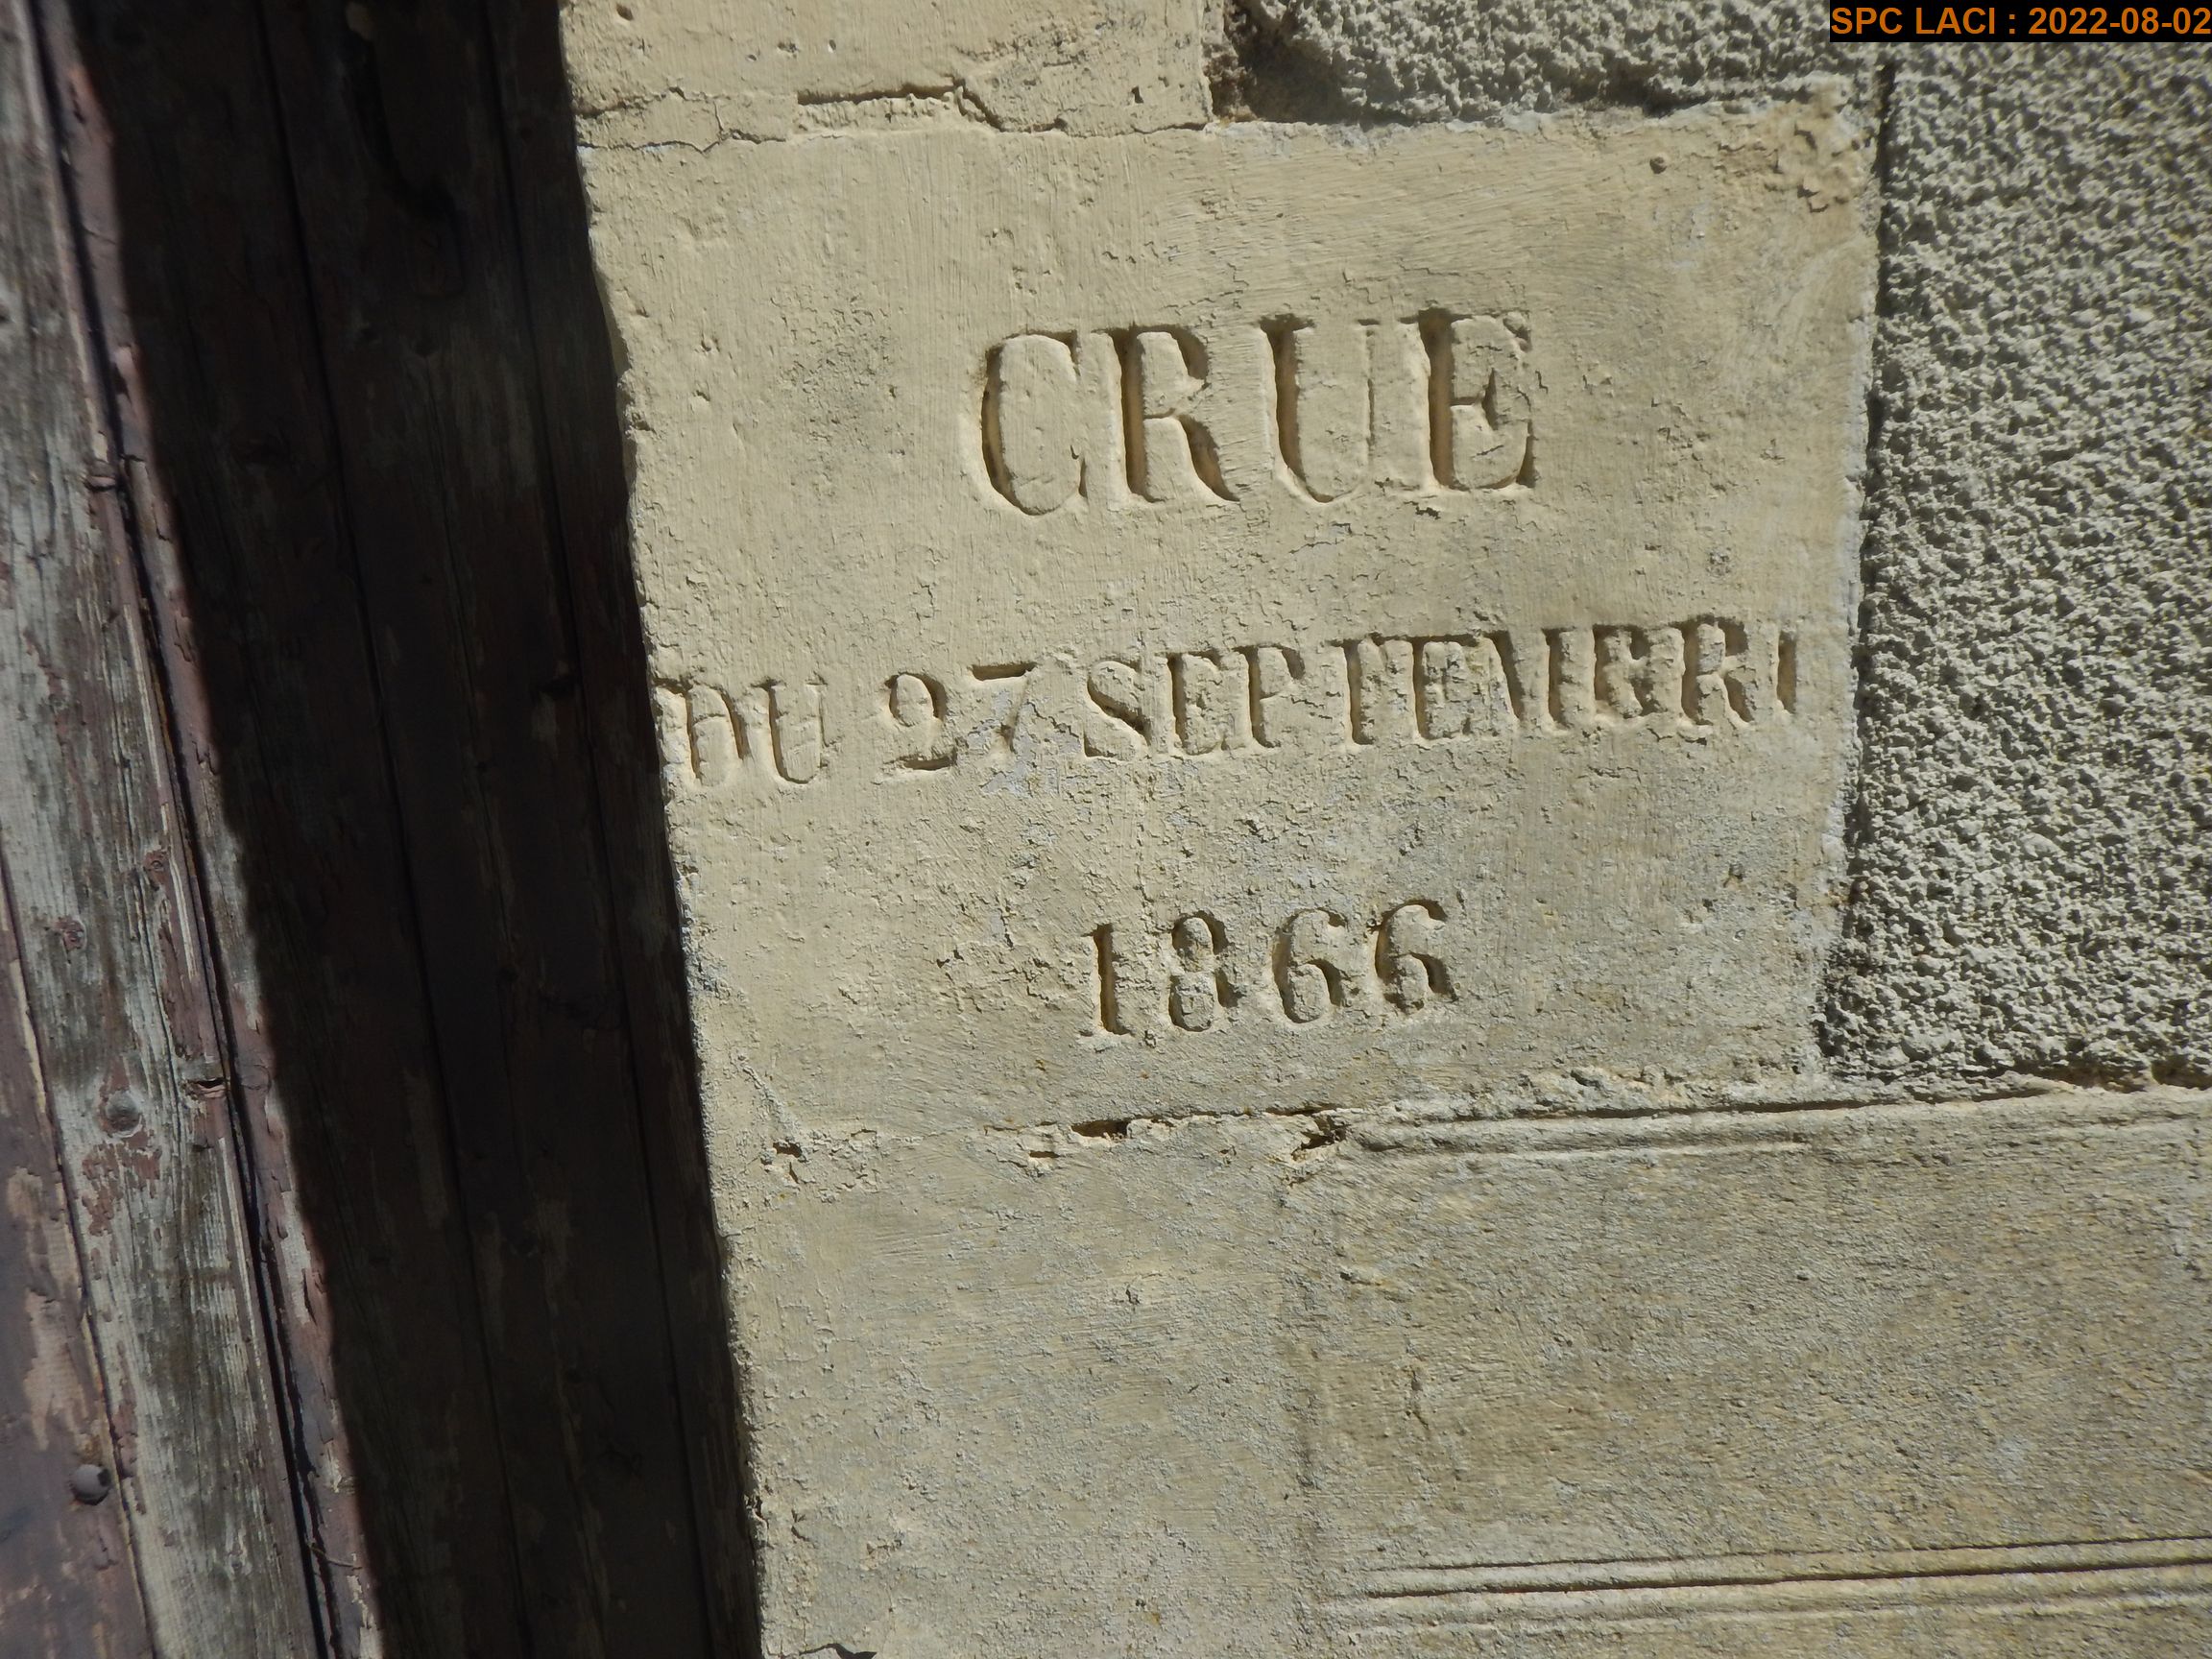 SPC LACI : 2022-08-02
CRUE
DU 27 SEPTEMBRE
1866